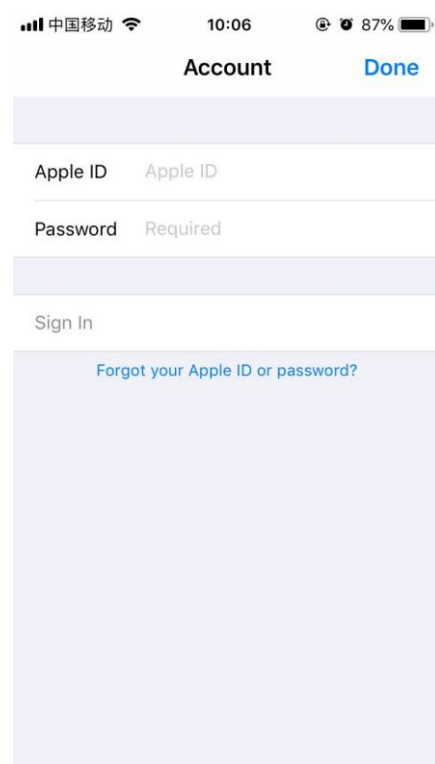 中国移动 10:06 87%
Account Done
Apple ID Apple ID
Password Required
Sign In
Forgot your Apple ID or password?